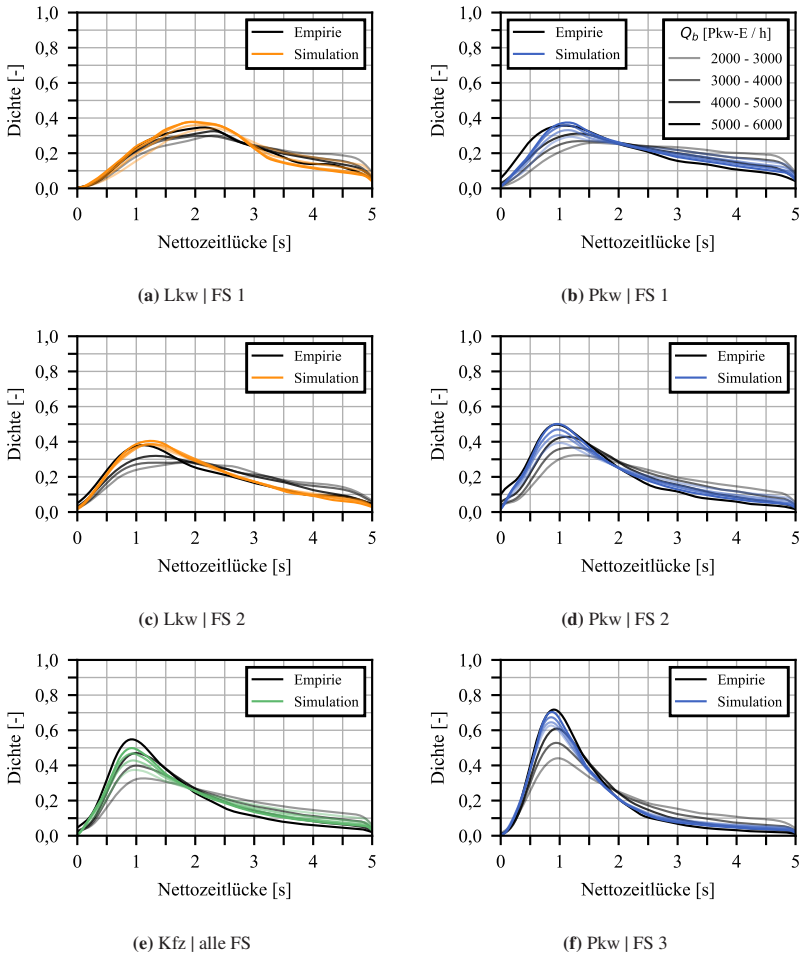 1,0
0,8
0,6
0,4
0,2
0,0
Dichte [-]
Empirie
Simulation
0 1 2 3 4 5
Nettozeitlücke [s]
(a) Lkw | FS 1
1,0
0,8
0,6
0,4
0,2
0,0
Dichte [-]
Empirie
Simulation
Q_b [Pkw-E / h]
2000 - 3000
3000 - 4000
4000 - 5000
5000 - 6000
0 1 2 3 4 5
Nettozeitlücke [s]
(b) Pkw | FS 1
1,0
0,8
0,6
0,4
0,2
0,0
Dichte [-]
Empirie
Simulation
0 1 2 3 4 5
Nettozeitlücke [s]
(c) Lkw | FS 2
1,0
0,8
0,6
0,4
0,2
0,0
Dichte [-]
Empirie
Simulation
0 1 2 3 4 5
Nettozeitlücke [s]
(d) Pkw | FS 2
1,0
0,8
0,6
0,4
0,2
0,0
Dichte [-]
Empirie
Simulation
0 1 2 3 4 5
Nettozeitlücke [s]
(e) Kfz | alle FS
1,0
0,8
0,6
0,4
0,2
0,0
Dichte [-]
Empirie
Simulation
0 1 2 3 4 5
Nettozeitlücke [s]
(f) Pkw | FS 3